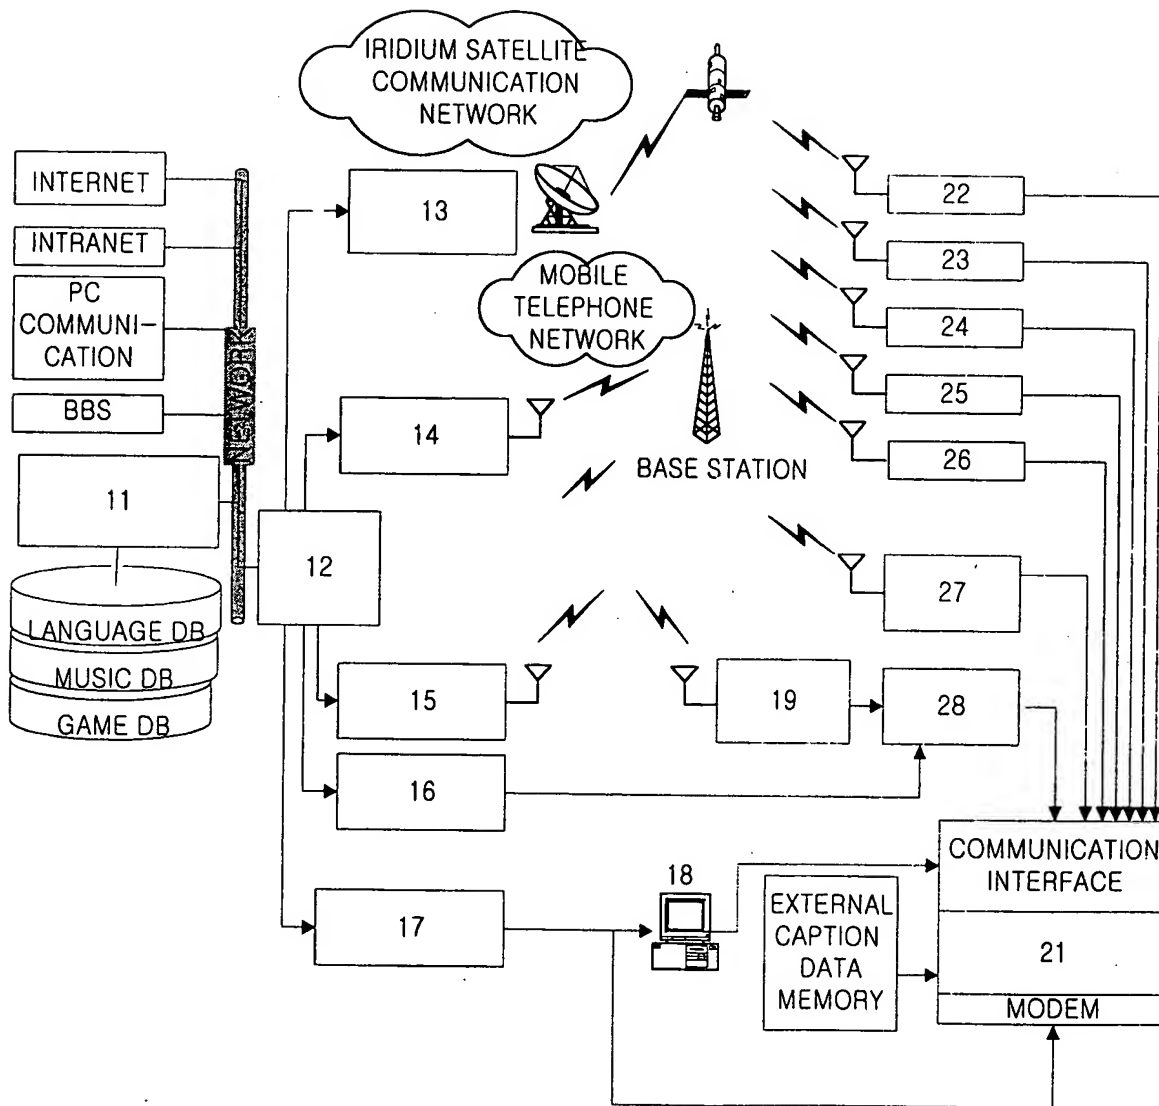 IRIDIUM SATELLITE
COMMUNICATION
NETWORK
INTERNET
INTRANET
PC
COMMUNI-
CATION
BBS
NETWORK
11
LANGUAGE DB
MUSIC DB
GAME DB
12
13
MOBILE
TELEPHONE
NETWORK
14
BASE STATION
15
16
17
18
19
22
23
24
25
26
27
28
EXTERNAL
CAPTION
DATA
MEMORY
COMMUNICATION
INTERFACE
21
MODEM